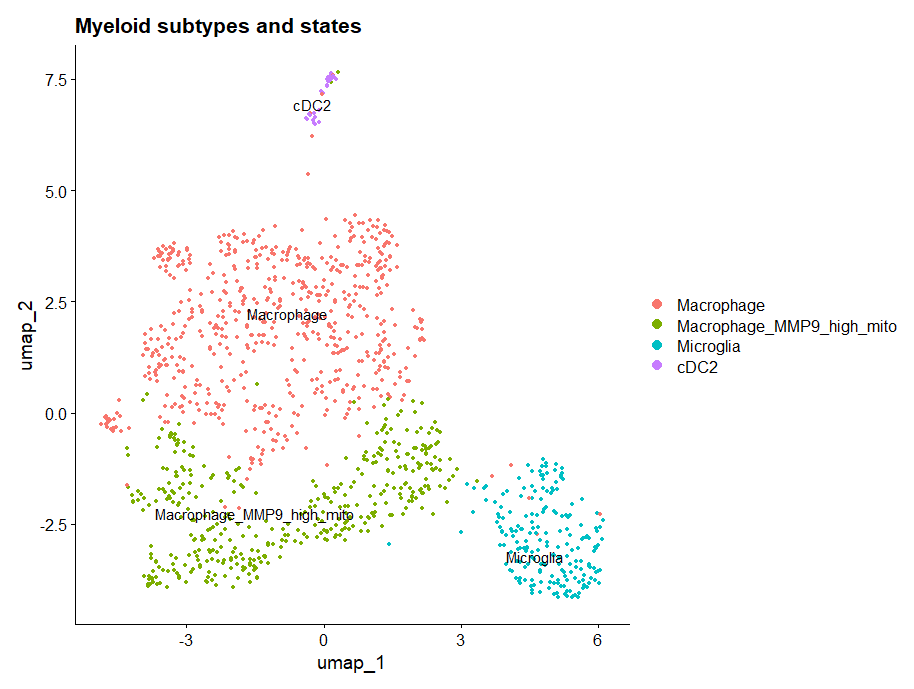 Myeloid subtypes and states
7.5
5.0
2.5
0.0
-2.5
umap_2
cDC2
Macrophage
Macrophage_MMP9_high_mito
Microglia
-3
0
3
6
umap_1
Macrophage
Macrophage_MMP9_high_mito
Microglia
cDC2